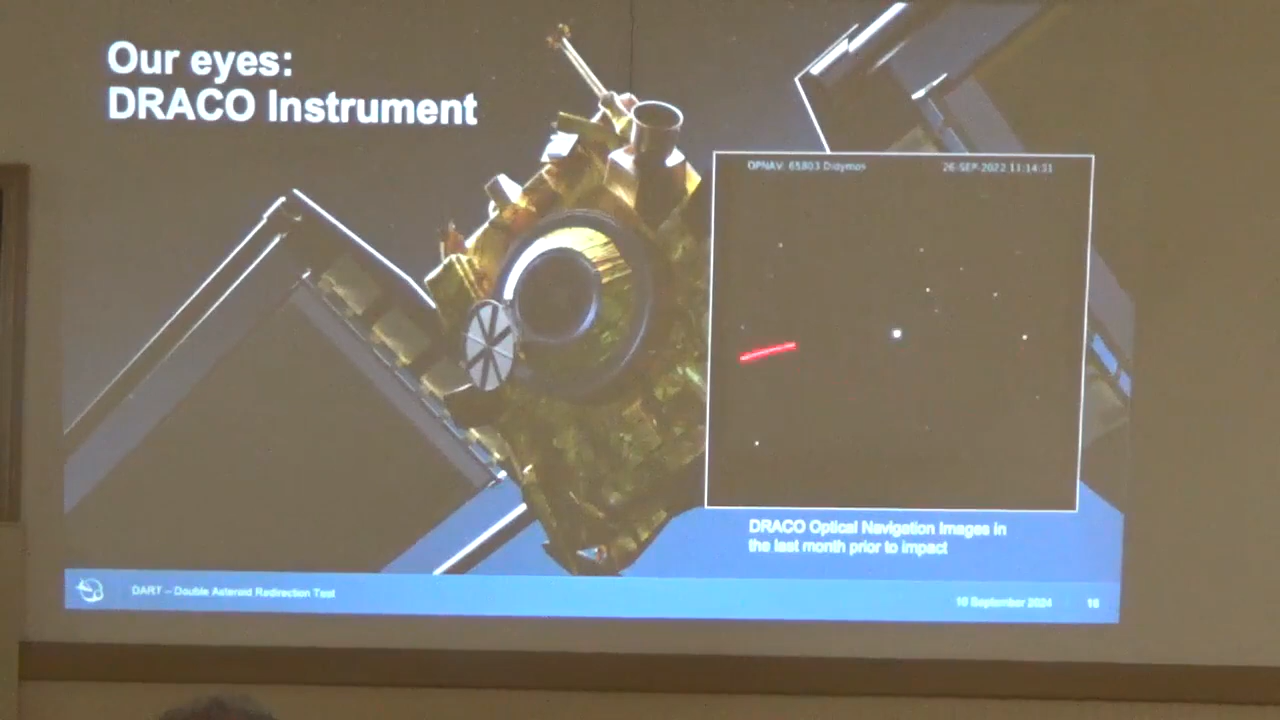 Our eyes:
DRACO Instrument
OPNAV: 65803 Didymos 26-SEP-2022 11:14:31
DRACO Optical Navigation Images in
the last month prior to impact
DART – Double Asteroid Redirection Test
10 September 2024